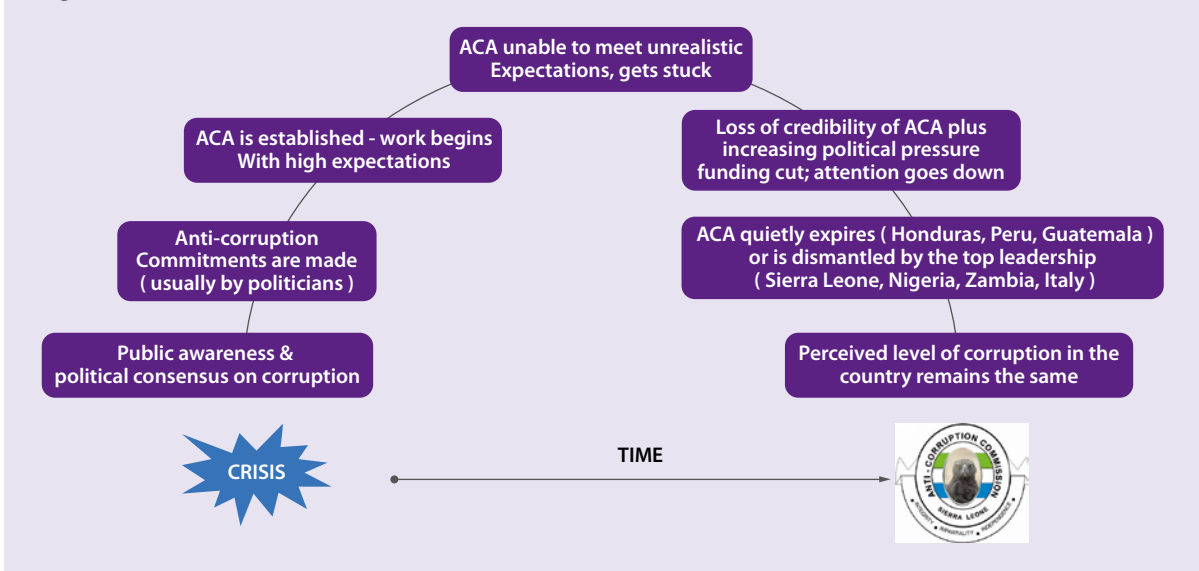 ACA unable to meet unrealistic
Expectations, gets stuck
ACA is established - work begins
With high expectations
Loss of credibility of ACA plus
increasing political pressure
funding cut; attention goes down
Anti-corruption
Commitments are made
( usually by politicians )
ACA quietly expires ( Honduras, Peru, Guatemala )
or is dismantled by the top leadership
( Sierra Leone, Nigeria, Zambia, Italy )
Public awareness &
political consensus on corruption
Perceived level of corruption in the
country remains the same
CRISIS
TIME
ANTI - CORRUPTION COMMISSION
SIERRA LEONE
INTEGRITY IMPARTIALITY INDEPENDENCE